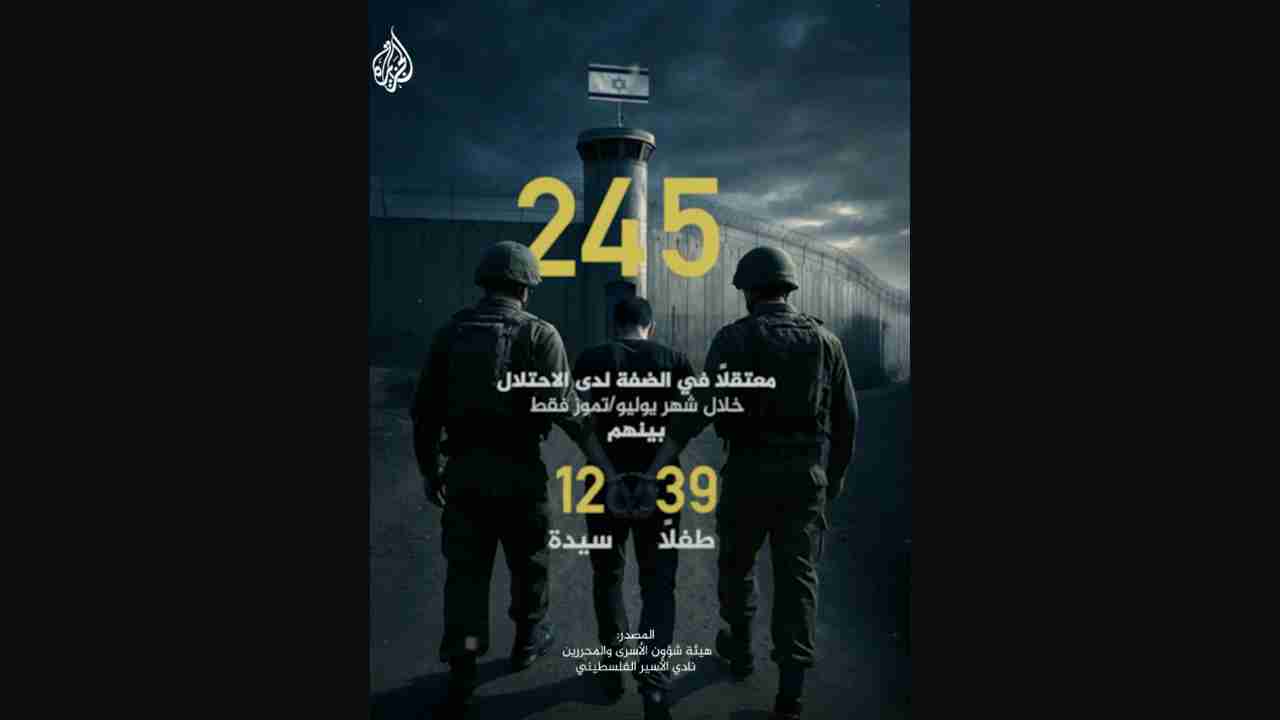 الجزيرة
245
معتقلًا في الضفة لدى الاحتلال
خلال شهر يوليو/تموز فقط
بينهم
39 12
طفلًا سيدة
المصدر:
هيئة شؤون الأسرى والمحررين
نادي الأسير الفلسطيني